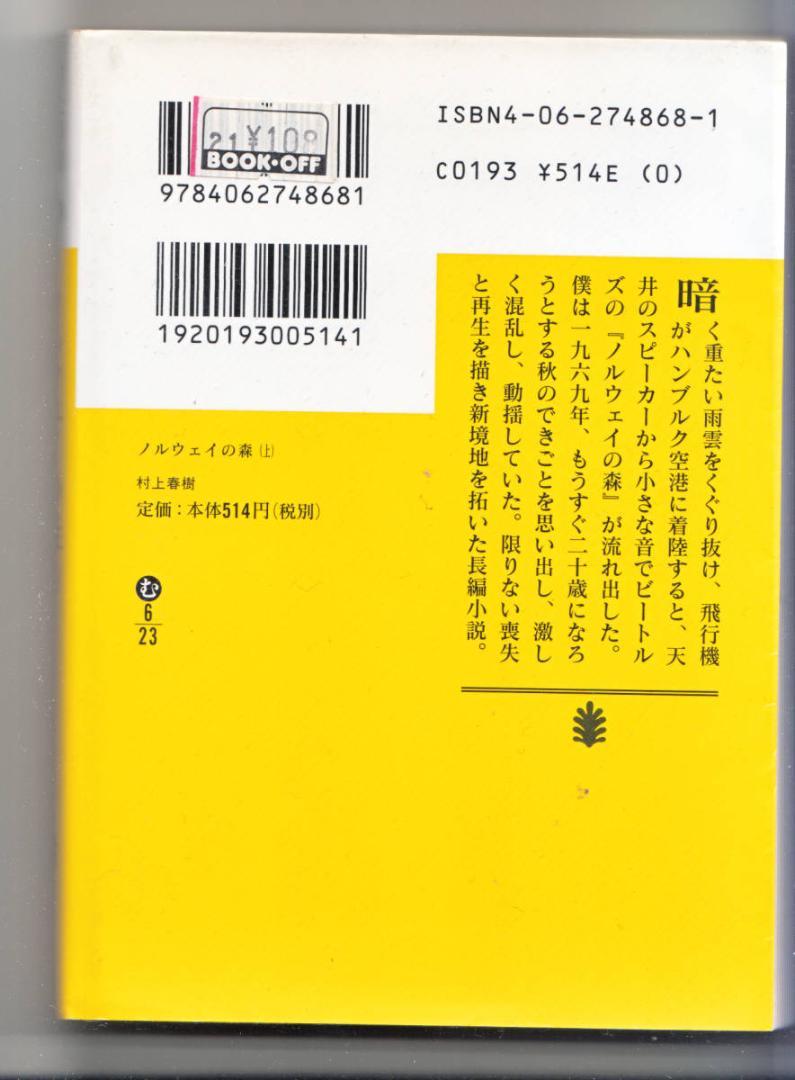 21 ¥108
BOOK・OFF
9784062748681
ISBN4-06-274868-1
C0193 ¥514E (0)
1920193005141
暗く重たい雨雲をくぐり抜け、飛行機
がハンブルク空港に着陸すると、天
井のスピーカーから小さな音でビートル
ズの『ノルウェイの森』が流れ出した。
僕は一九六九年、もうすぐ二十歳になろ
うとする秋のできごとを思い出し、激し
く混乱し、動揺していた。限りない喪失
と再生を描き新境地を拓いた長編小説。
ノルウェイの森(上)
村上春樹
定価：本体514円(税別)
む
6
23